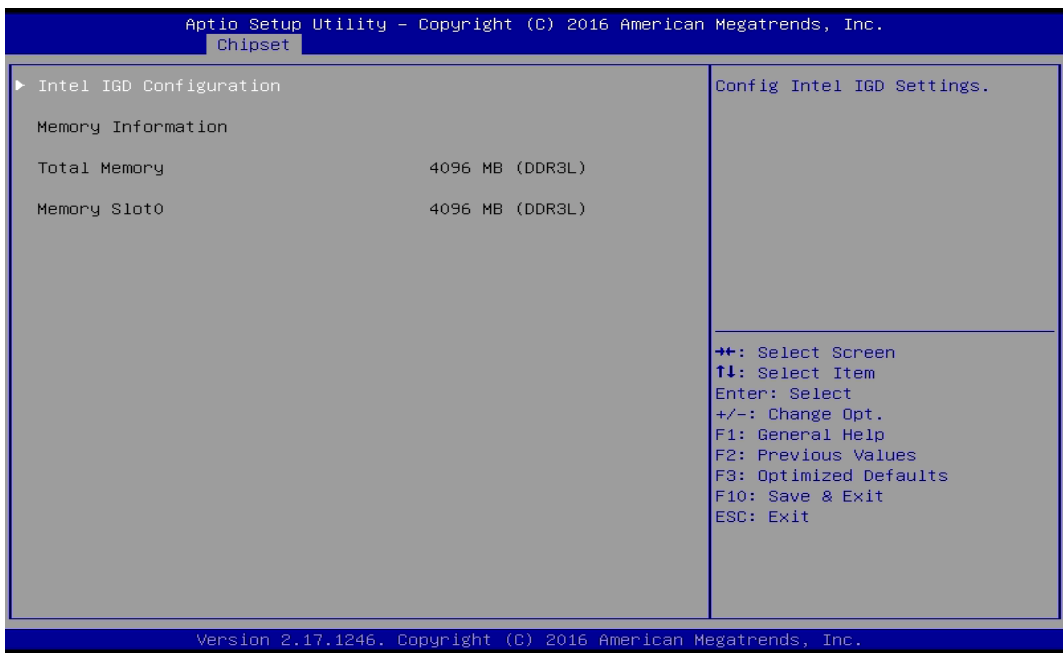 Aptio Setup Utility – Copyright (C) 2016 American Megatrends, Inc.
Chipset
► Intel IGD Configuration
Memory Information
Total Memory 4096 MB (DDR3L)
Memory Slot0 4096 MB (DDR3L)
Config Intel IGD Settings.
→←: Select Screen
↑↓: Select Item
Enter: Select
+/-: Change Opt.
F1: General Help
F2: Previous Values
F3: Optimized Defaults
F10: Save & Exit
ESC: Exit
Version 2.17.1246. Copyright (C) 2016 American Megatrends, Inc.